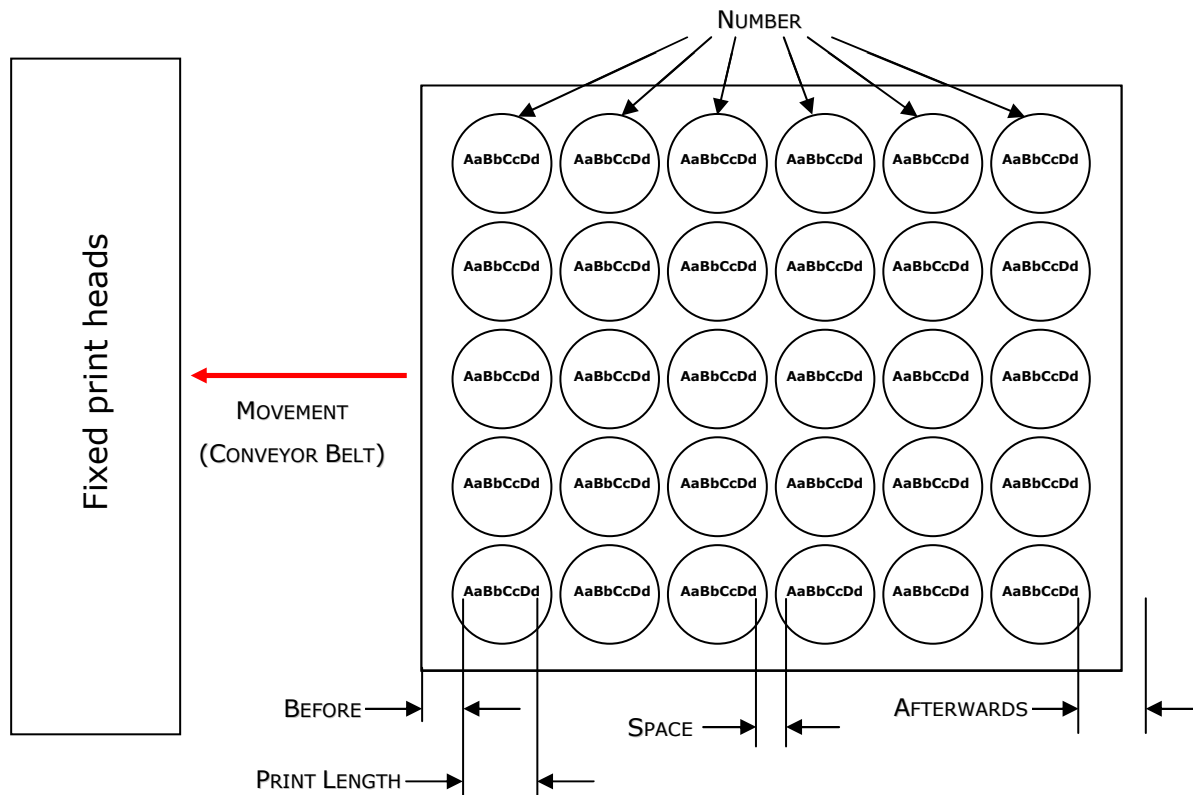 NUMBER
Fixed print heads
AaBbCcDd AaBbCcDd AaBbCcDd AaBbCcDd AaBbCcDd AaBbCcDd
AaBbCcDd AaBbCcDd AaBbCcDd AaBbCcDd AaBbCcDd AaBbCcDd
AaBbCcDd AaBbCcDd AaBbCcDd AaBbCcDd AaBbCcDd AaBbCcDd
MOVEMENT
(CONVEYOR BELT)
AaBbCcDd AaBbCcDd AaBbCcDd AaBbCcDd AaBbCcDd AaBbCcDd
AaBbCcDd AaBbCcDd AaBbCcDd AaBbCcDd AaBbCcDd AaBbCcDd
BEFORE
SPACE
AFTERWARDS
PRINT LENGTH